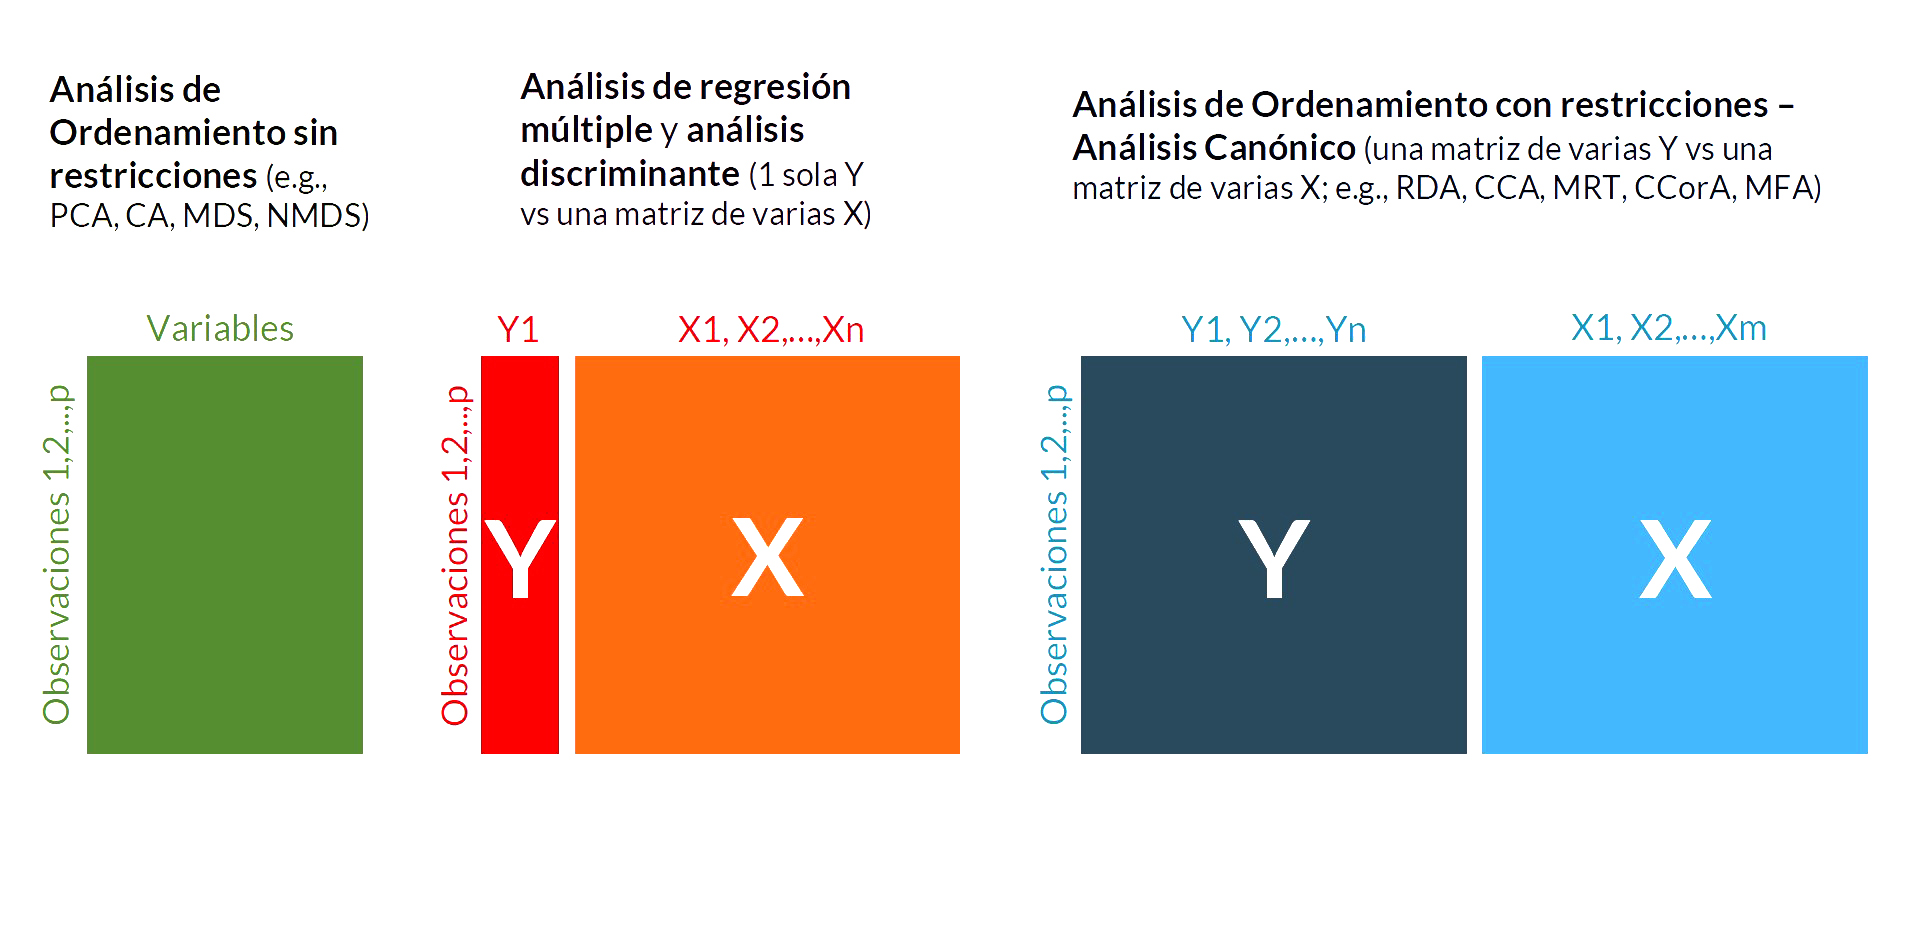 Análisis de
Ordenamiento sin
restricciones (e.g.,
PCA, CA, MDS, NMDS)
Variables
Observaciones 1,2,...,p
Análisis de regresión
múltiple y análisis
discriminante (1 sola Y
vs una matriz de varias X)
Y1
X1, X2,...,Xn
Observaciones 1,2,...,p
Y
X
Análisis de Ordenamiento con restricciones –
Análisis Canónico (una matriz de varias Y vs una
matriz de varias X; e.g., RDA, CCA, MRT, CCorA, MFA)
Y1, Y2,...,Yn
X1, X2,...,Xm
Observaciones 1,2,...,p
Y
X